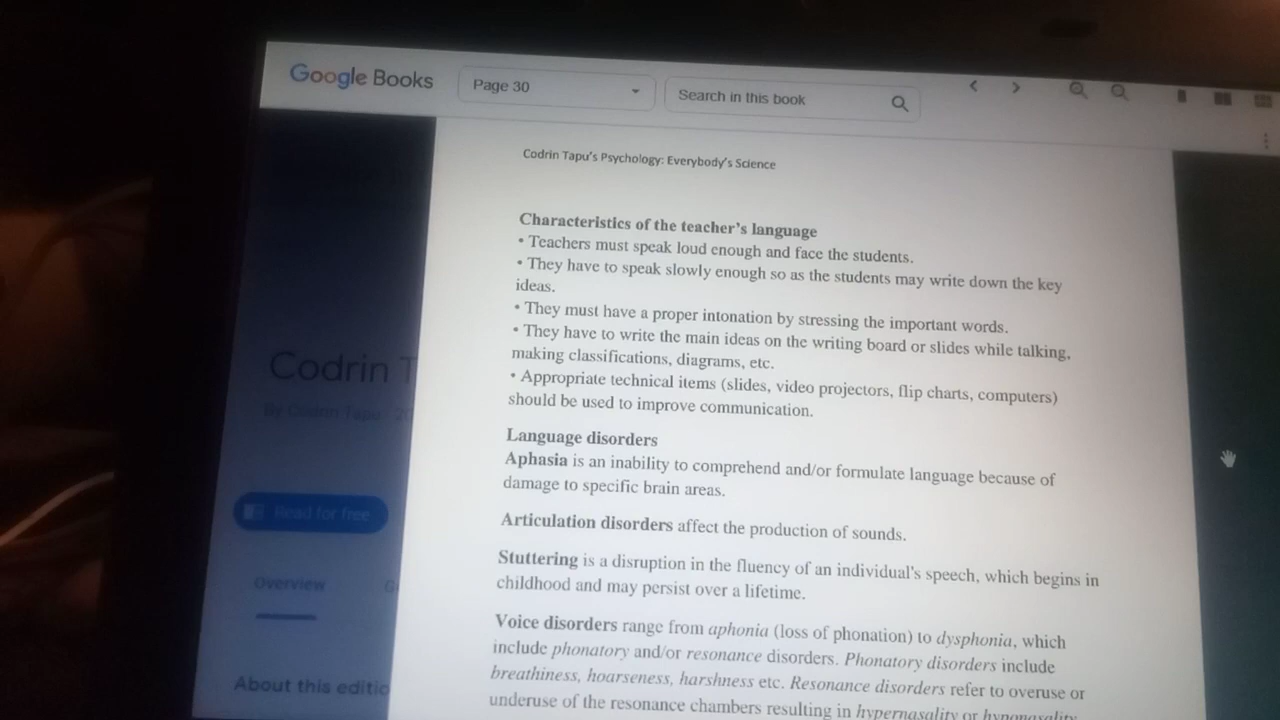 Google Books
Page 30
Search in this book
Codrin Tapu's Psychology: Everybody's Science
Characteristics of the teacher's language
• Teachers must speak loud enough and face the students.
• They have to speak slowly enough so as the students may write down the key
ideas.
• They must have a proper intonation by stressing the important words.
• They have to write the main ideas on the writing board or slides while talking,
making classifications, diagrams, etc.
• Appropriate technical items (slides, video projectors, flip charts, computers)
should be used to improve communication.
Language disorders
Aphasia is an inability to comprehend and/or formulate language because of
damage to specific brain areas.
Articulation disorders affect the production of sounds.
Stuttering is a disruption in the fluency of an individual's speech, which begins in
childhood and may persist over a lifetime.
Voice disorders range from aphonia (loss of phonation) to dysphonia, which
include phonatory and/or resonance disorders. Phonatory disorders include
breathiness, hoarseness, harshness etc. Resonance disorders refer to overuse or
underuse of the resonance chambers resulting in hypernasality or hyponasality
Codrin T
By Codrin Tapu · 20
Read for free
Overview
G
About this editio